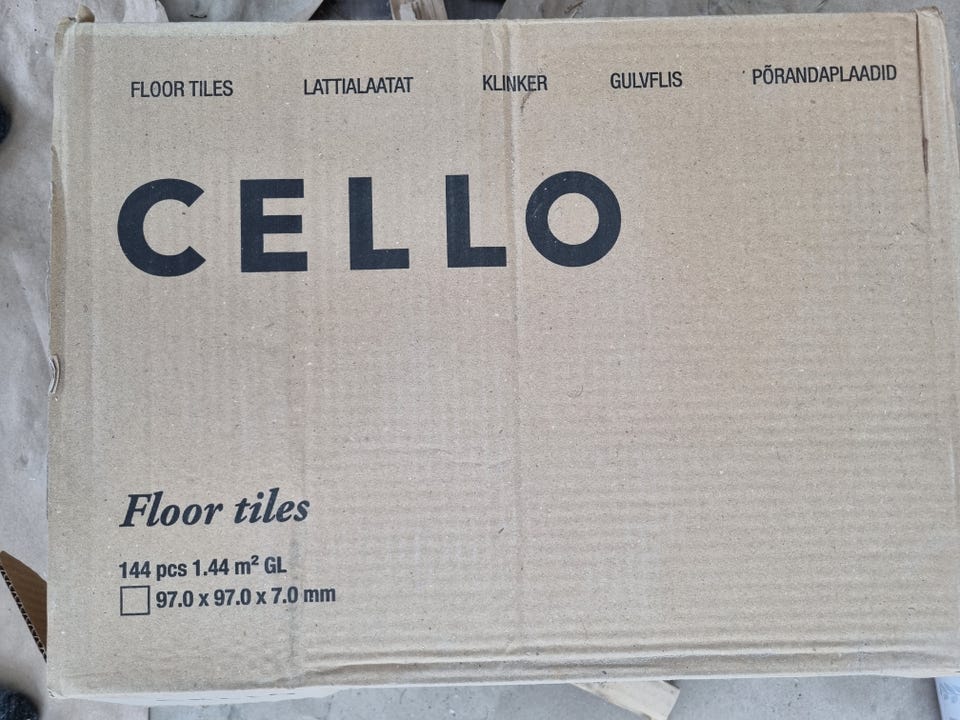 FLOOR TILES LATTIALAATAT KLINKER GULVFLIS PÕRANDAPLAADID
CELLO
Floor tiles
144 pcs 1.44 m² GL
97.0 x 97.0 x 7.0 mm